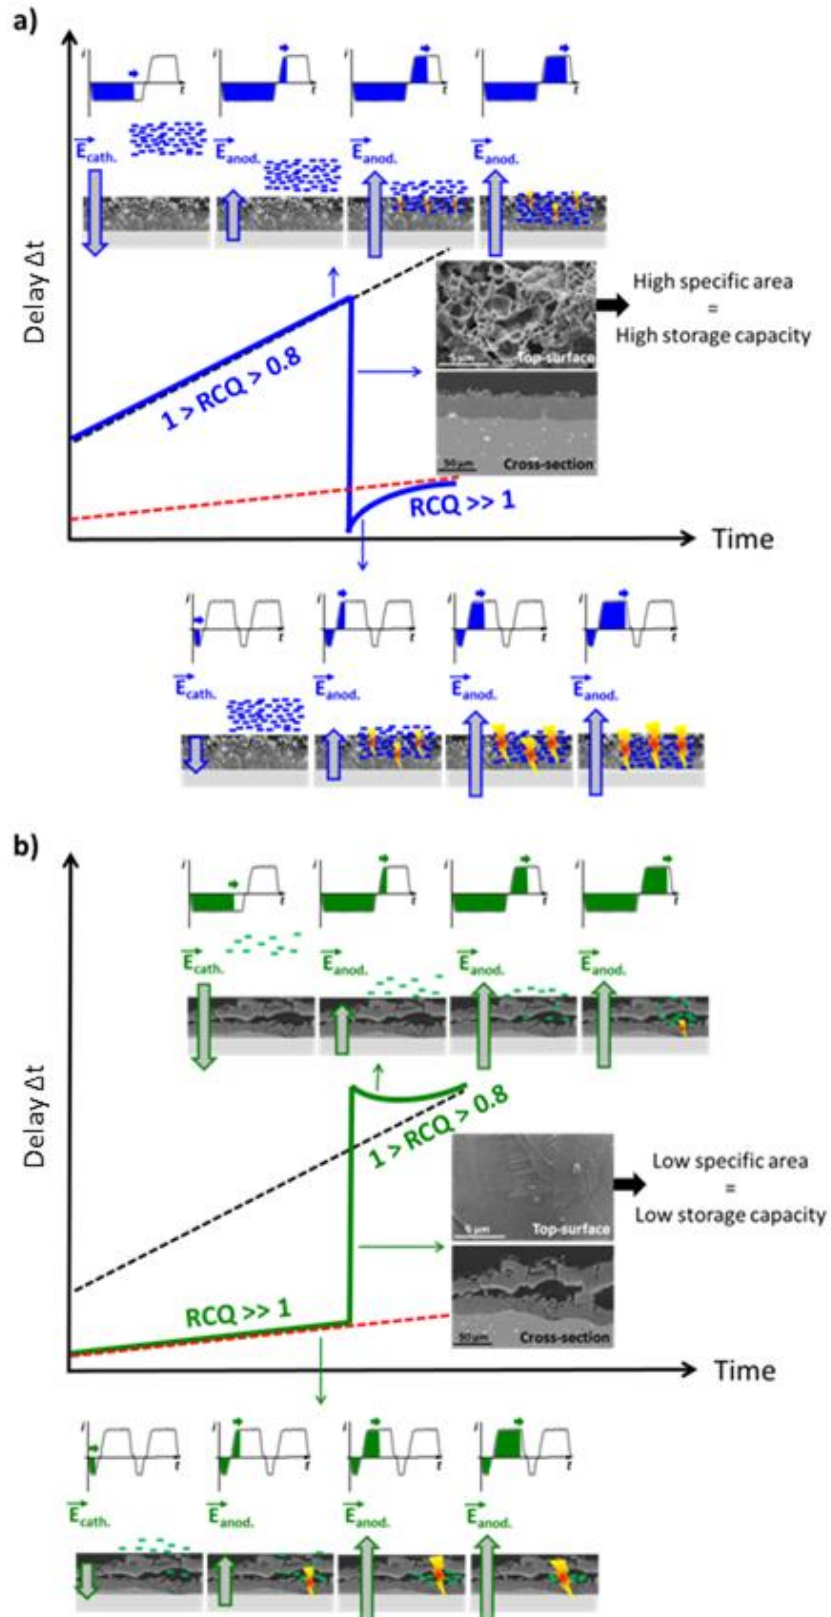 a)
i
t
i
t
i
t
i
t
E cath.
E anod.
E anod.
E anod.
Delay Δt
1 > RCQ > 0.8
5 µm
Top-surface
50 µm
Cross-section
High specific area
=
High storage capacity
RCQ >> 1
Time
i
t
i
t
i
t
i
t
E cath.
E anod.
E anod.
E anod.
b)
i
t
i
t
i
t
i
t
E cath.
E anod.
E anod.
E anod.
Delay Δt
1 > RCQ > 0.8
5 µm
Top-surface
50 µm
Cross-section
Low specific area
=
Low storage capacity
RCQ >> 1
Time
i
t
i
t
i
t
i
t
E cath.
E anod.
E anod.
E anod.